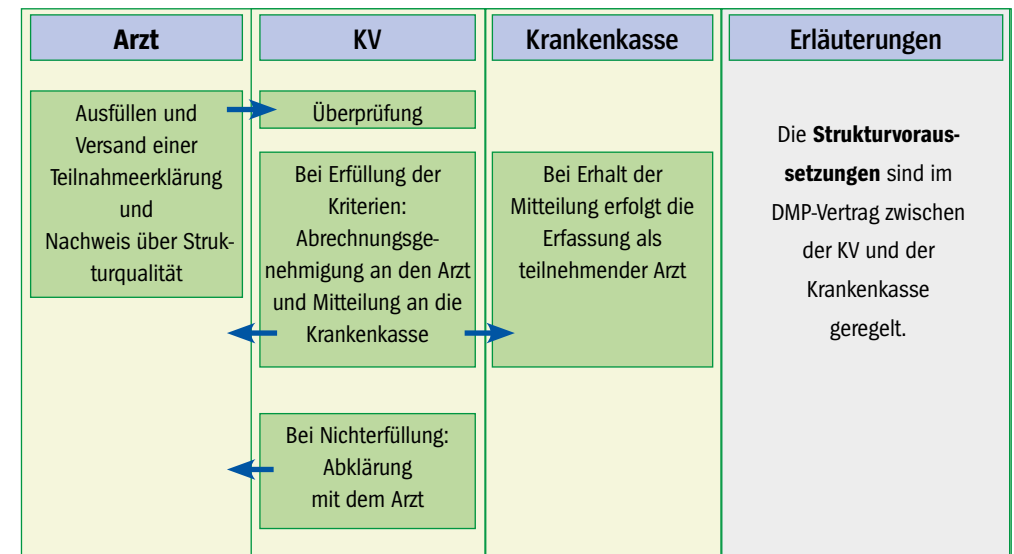 Arzt
KV
Krankenkasse
Erläuterungen
Ausfüllen und
Versand einer
Teilnahmeerklärung
und
Nachweis über Struk-
turqualität
Überprüfung
Bei Erfüllung der
Kriterien:
Abrechnungsge-
nehmigung an den Arzt
und Mitteilung an die
Krankenkasse
Bei Nichterfüllung:
Abklärung
mit dem Arzt
Bei Erhalt der
Mitteilung erfolgt die
Erfassung als
teilnehmender Arzt
Die Strukturvoraus-
setzungen sind im
DMP-Vertrag zwischen
der KV und der
Krankenkasse
geregelt.